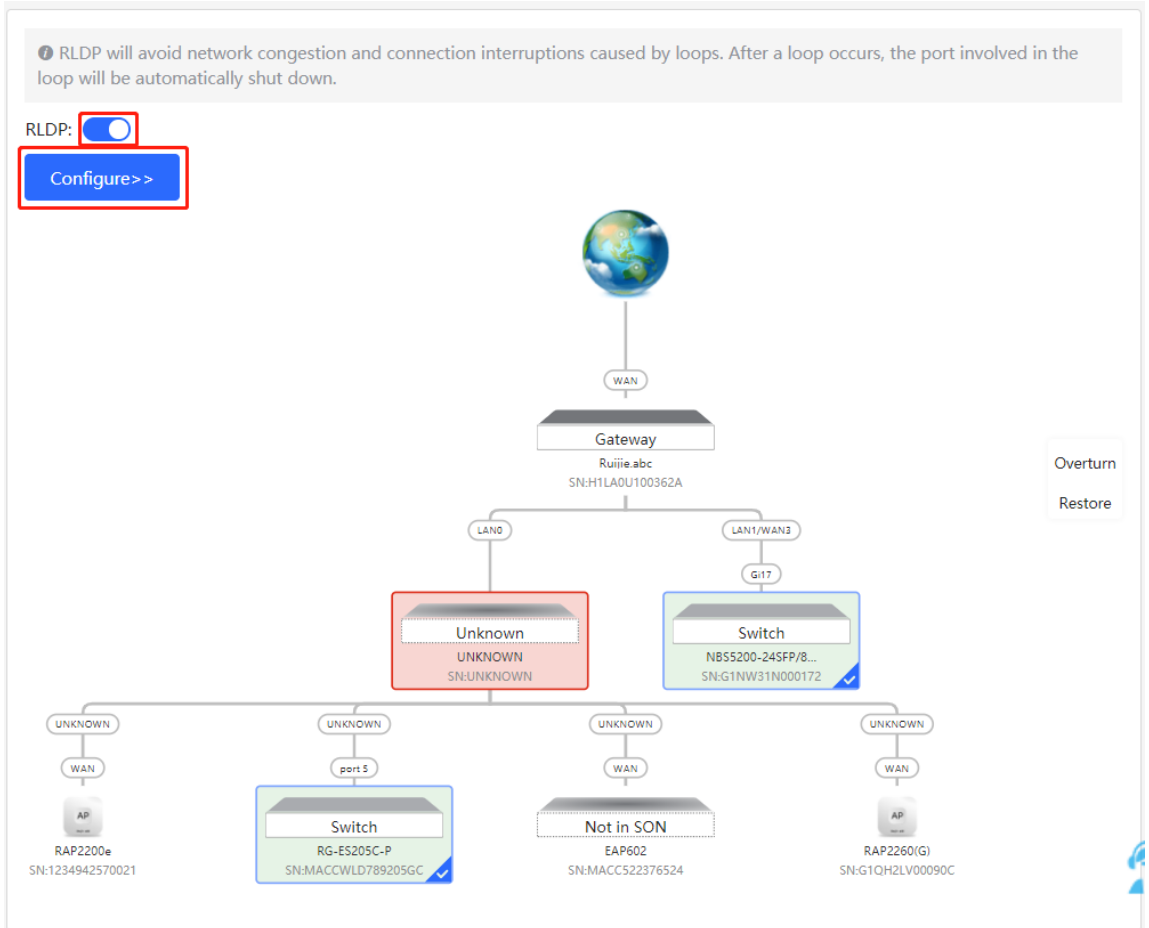 RLDP will avoid network congestion and connection interruptions caused by loops. After a loop occurs, the port involved in the
loop will be automatically shut down.
RLDP:
Configure>>
WAN
Gateway
Ruijie.abc
SN:H1LA0U100362A
Overturn
Restore
LAN0
LAN1/WAN3
Gi17
Unknown
UNKNOWN
SN:UNKNOWN
Switch
NBS5200-24SFP/8...
SN:G1NW31N000172
UNKNOWN
UNKNOWN
UNKNOWN
UNKNOWN
WAN
port 5
WAN
WAN
AP
AP
Switch
Not in SON
RAP2200e
RG-ES205C-P
EAP602
RAP2260(G)
SN:1234942570021
SN:MACCWLD789205GC
SN:MACC522376524
SN:G1QH2LV00090C